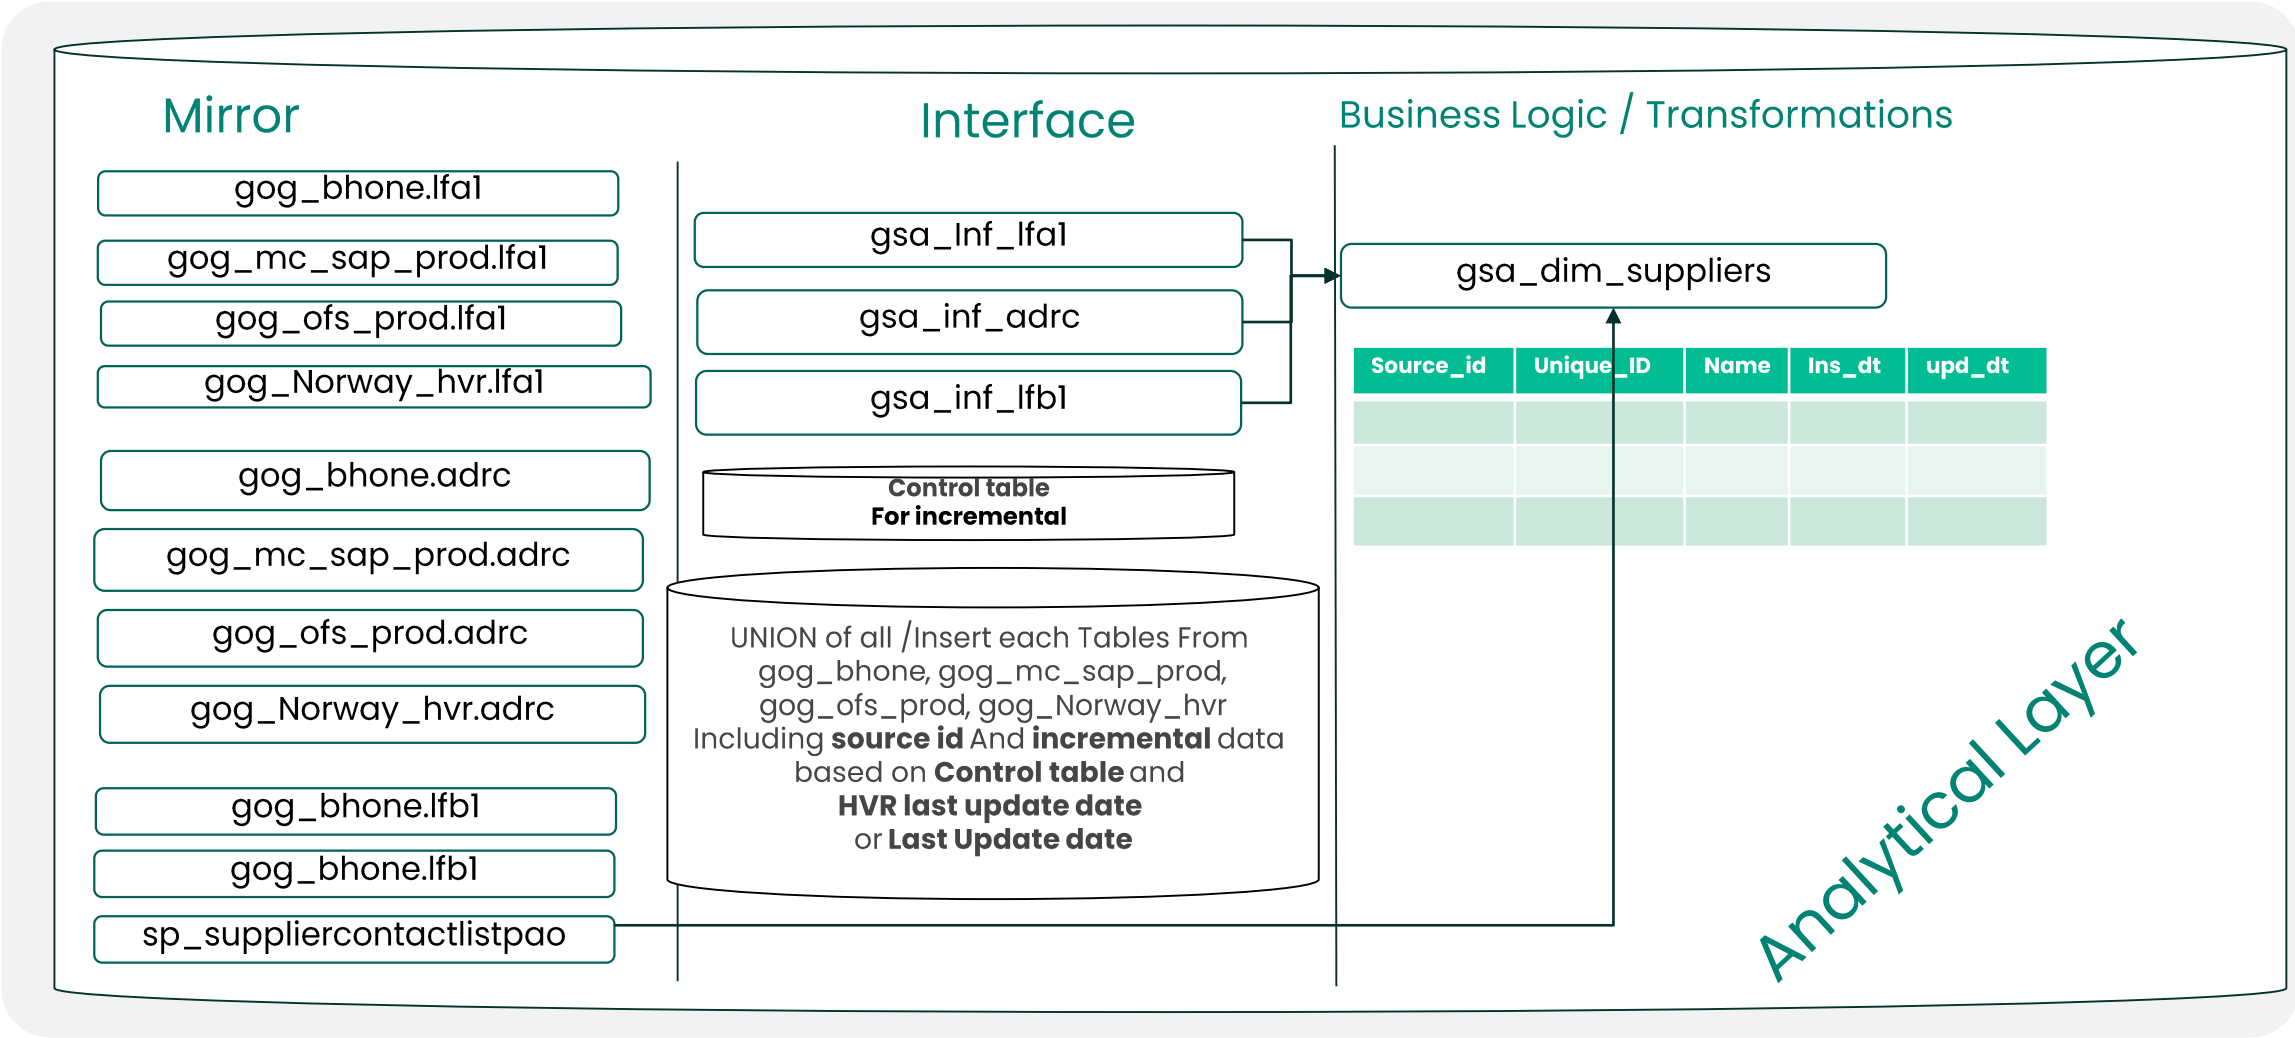 Mirror
gog_bhone.lfa1
gog_mc_sap_prod.lfa1
gog_ofs_prod.lfa1
gog_Norway_hvr.lfa1
gog_bhone.adrc
gog_mc_sap_prod.adrc
gog_ofs_prod.adrc
gog_Norway_hvr.adrc
gog_bhone.lfb1
gog_bhone.lfb1
sp_suppliercontactlistpao
Interface
gsa_Inf_lfa1
gsa_inf_adrc
gsa_inf_lfb1
Control table
For incremental
UNION of all /Insert each Tables From
gog_bhone, gog_mc_sap_prod,
gog_ofs_prod, gog_Norway_hvr
Including source id And incremental data
based on Control table and
HVR last update date
or Last Update date
Business Logic / Transformations
gsa_dim_suppliers
Source_id Unique_ID Name Ins_dt upd_dt
Analytical Layer